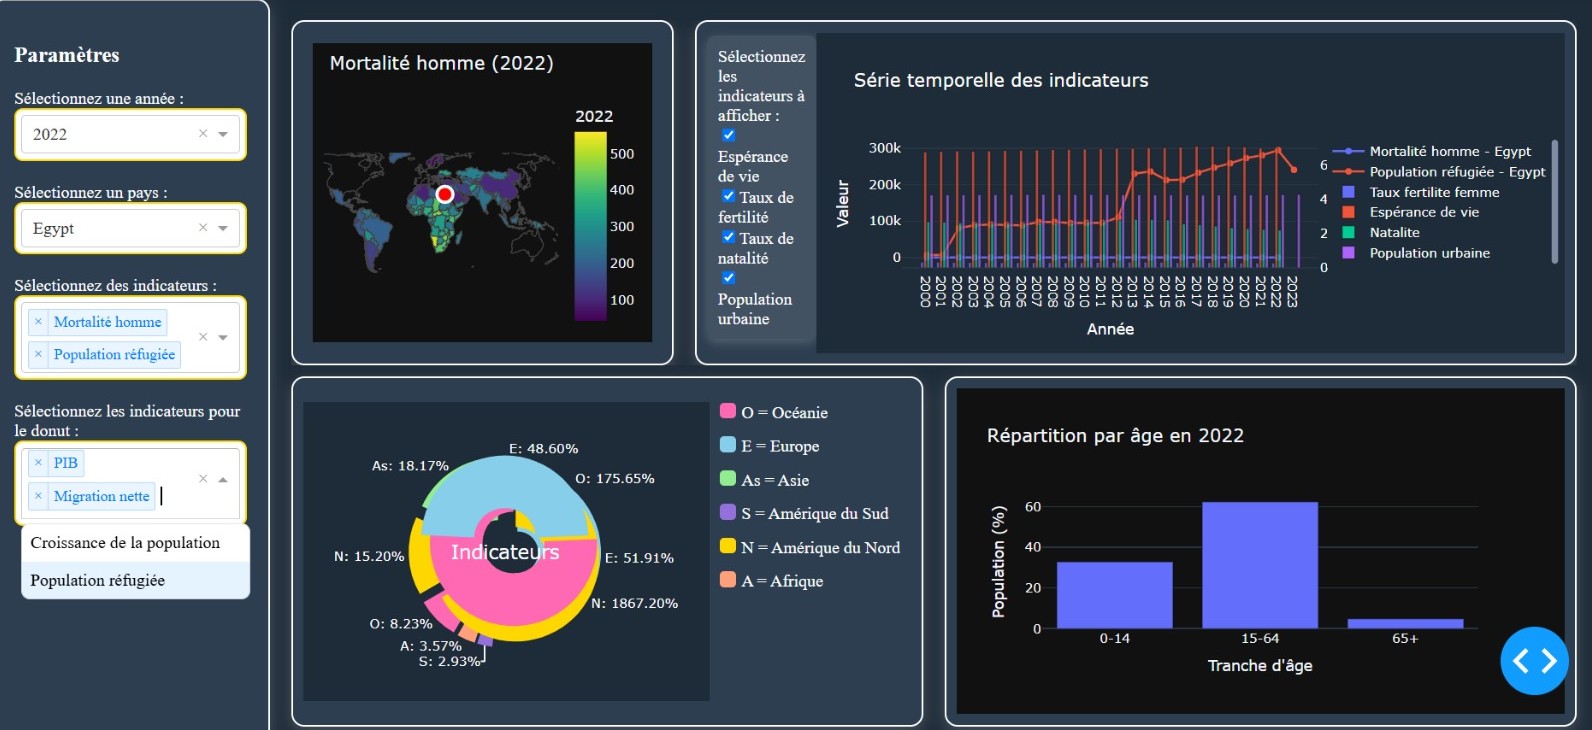 Paramètres
Sélectionnez une année :
2022
Sélectionnez un pays :
Egypt
Sélectionnez des indicateurs :
× Mortalité homme
× Population réfugiée
Sélectionnez les indicateurs pour
le donut :
× PIB
× Migration nette
Croissance de la population
Population réfugiée
Mortalité homme (2022)
2022
500
400
300
200
100
Sélectionnez
les
indicateurs à
afficher :
Espérance
de vie
Taux de
fertilité
Taux de
natalité
Population
urbaine
Série temporelle des indicateurs
Valeur
300k
200k
100k
0
6
4
2
0
2000
2001
2002
2003
2004
2005
2006
2007
2008
2009
2010
2011
2012
2013
2014
2015
2016
2017
2018
2019
2020
2021
2022
2023
Année
Mortalité homme - Egypt
Population réfugiée - Egypt
Taux fertilite femme
Espérance de vie
Natalite
Population urbaine
E: 48.60%
As: 18.17%
O: 175.65%
N: 15.20%
Indicateurs
E: 51.91%
N: 1867.20%
O: 8.23%
A: 3.57%
S: 2.93%
O = Océanie
E = Europe
As = Asie
S = Amérique du Sud
N = Amérique du Nord
A = Afrique
Répartition par âge en 2022
Population (%)
60
40
20
0
0-14
15-64
65+
Tranche d'âge